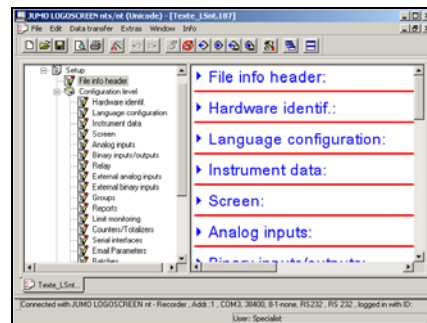 JUMO LOGOSCREEN nts/nt (Unicode) - [Texte_LSnt.187]
File Edit Data transfer Extras Window Info
Setup
File info header
Configuration level
Hardware identif.
Language configuration
Instrument data
Screen
Analog inputs
Binary inputs/outputs
Relay
External analog inputs
External binary inputs
Groups
Reports
Limit monitoring
Counters/Totalizers
Serial interfaces
Email Parameters
Batches
File info header:
Hardware identif.:
Language configuration:
Instrument data:
Screen:
Analog inputs:
Binary inputs/outputs:
Texte_LSnt...
Connected with JUMO LOGOSCREEN nt - Recorder , Addr.:1 , COM3, 38400, 8-1-none, RS232 , RS 232 , logged in with ID:
User: Specialist